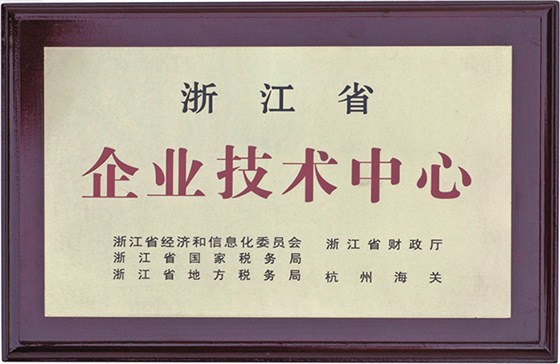 浙江省
企业技术中心
浙江省经济和信息化委员会 浙江省财政厅
浙江省国家税务局
浙江省地方税务局 杭州海关